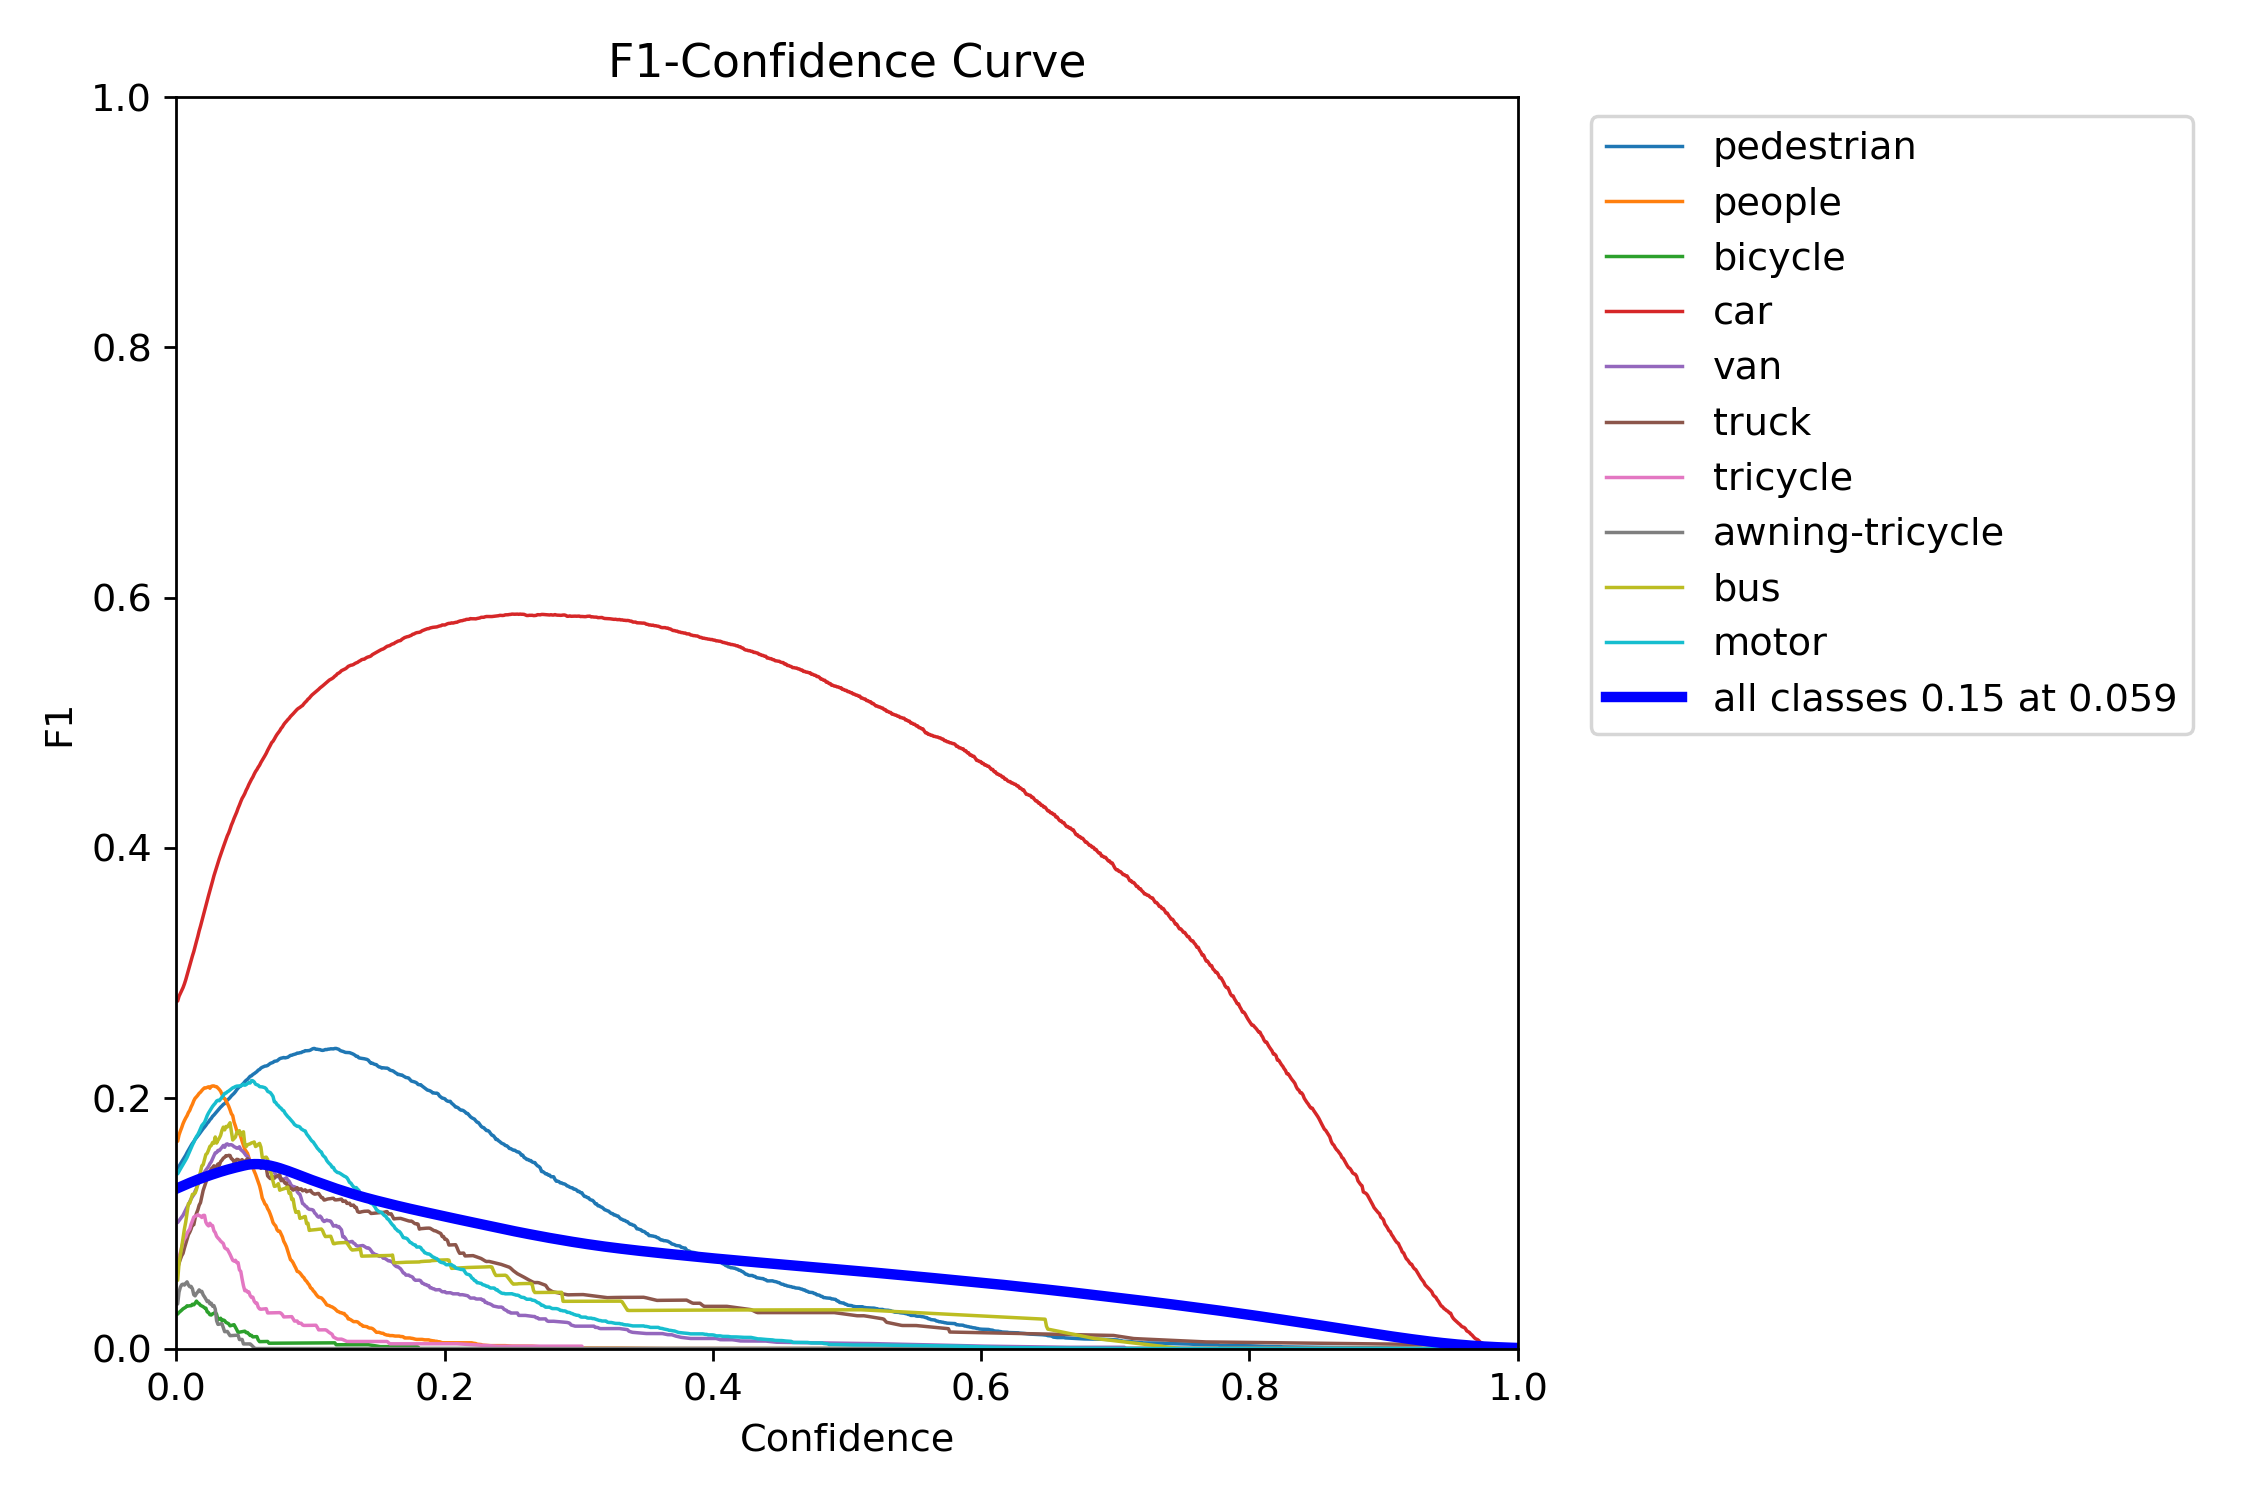 F1-Confidence Curve
1.0
0.8
0.6
0.4
0.2
0.0
F1
0.0 0.2 0.4 0.6 0.8 1.0
Confidence
pedestrian
people
bicycle
car
van
truck
tricycle
awning-tricycle
bus
motor
all classes 0.15 at 0.059